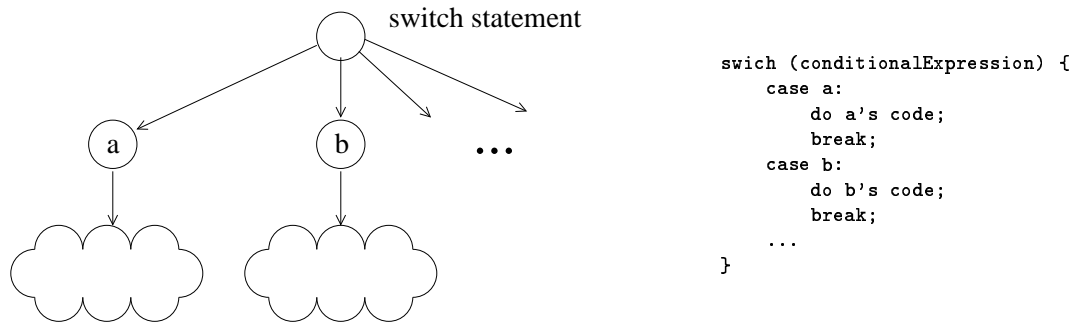 switch statement
a
b
...
swich (conditionalExpression) {
    case a:
        do a's code;
        break;
    case b:
        do b's code;
        break;
    ...
}